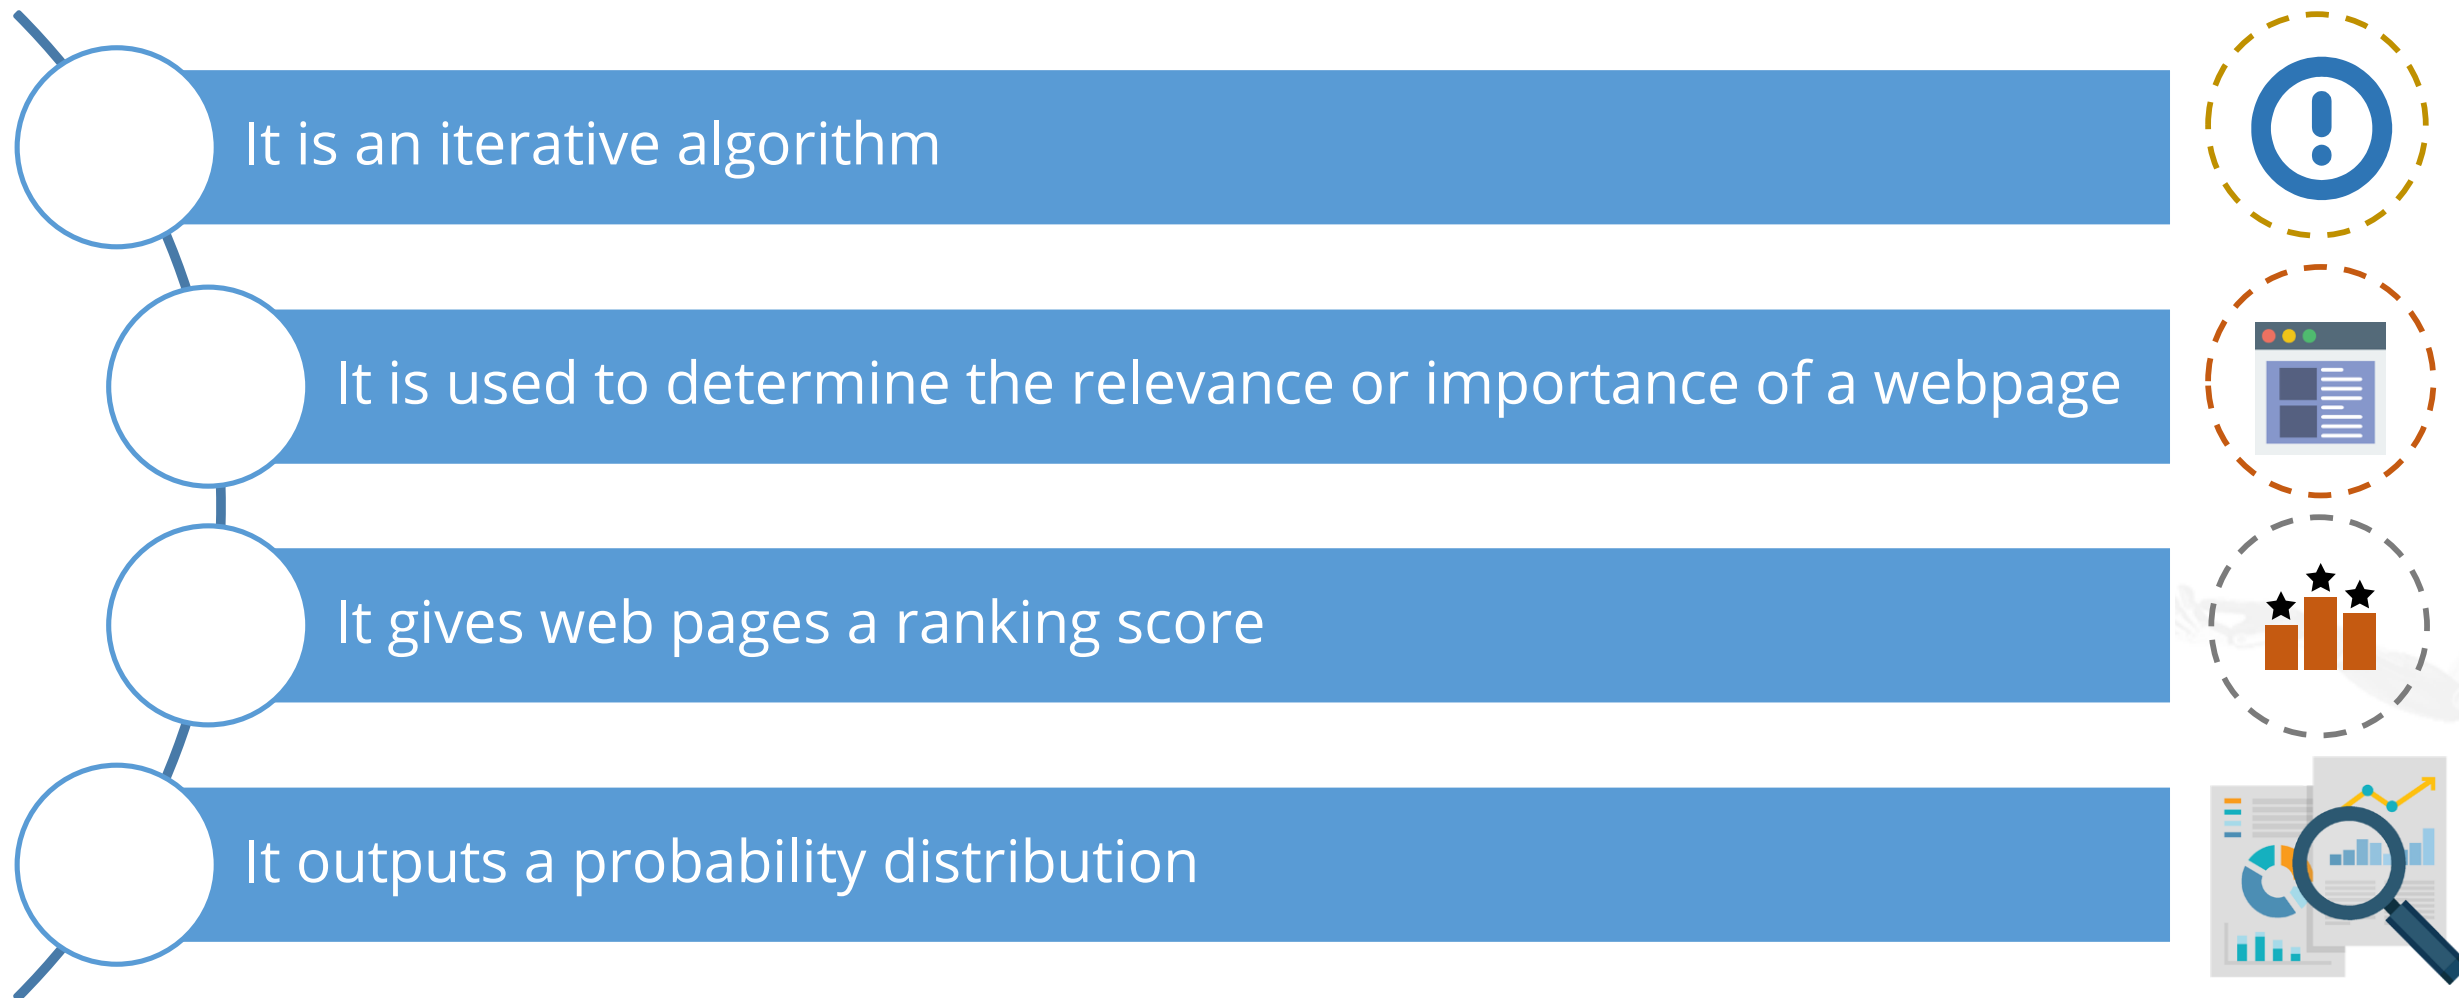 It is an iterative algorithm
It is used to determine the relevance or importance of a webpage
It gives web pages a ranking score
It outputs a probability distribution